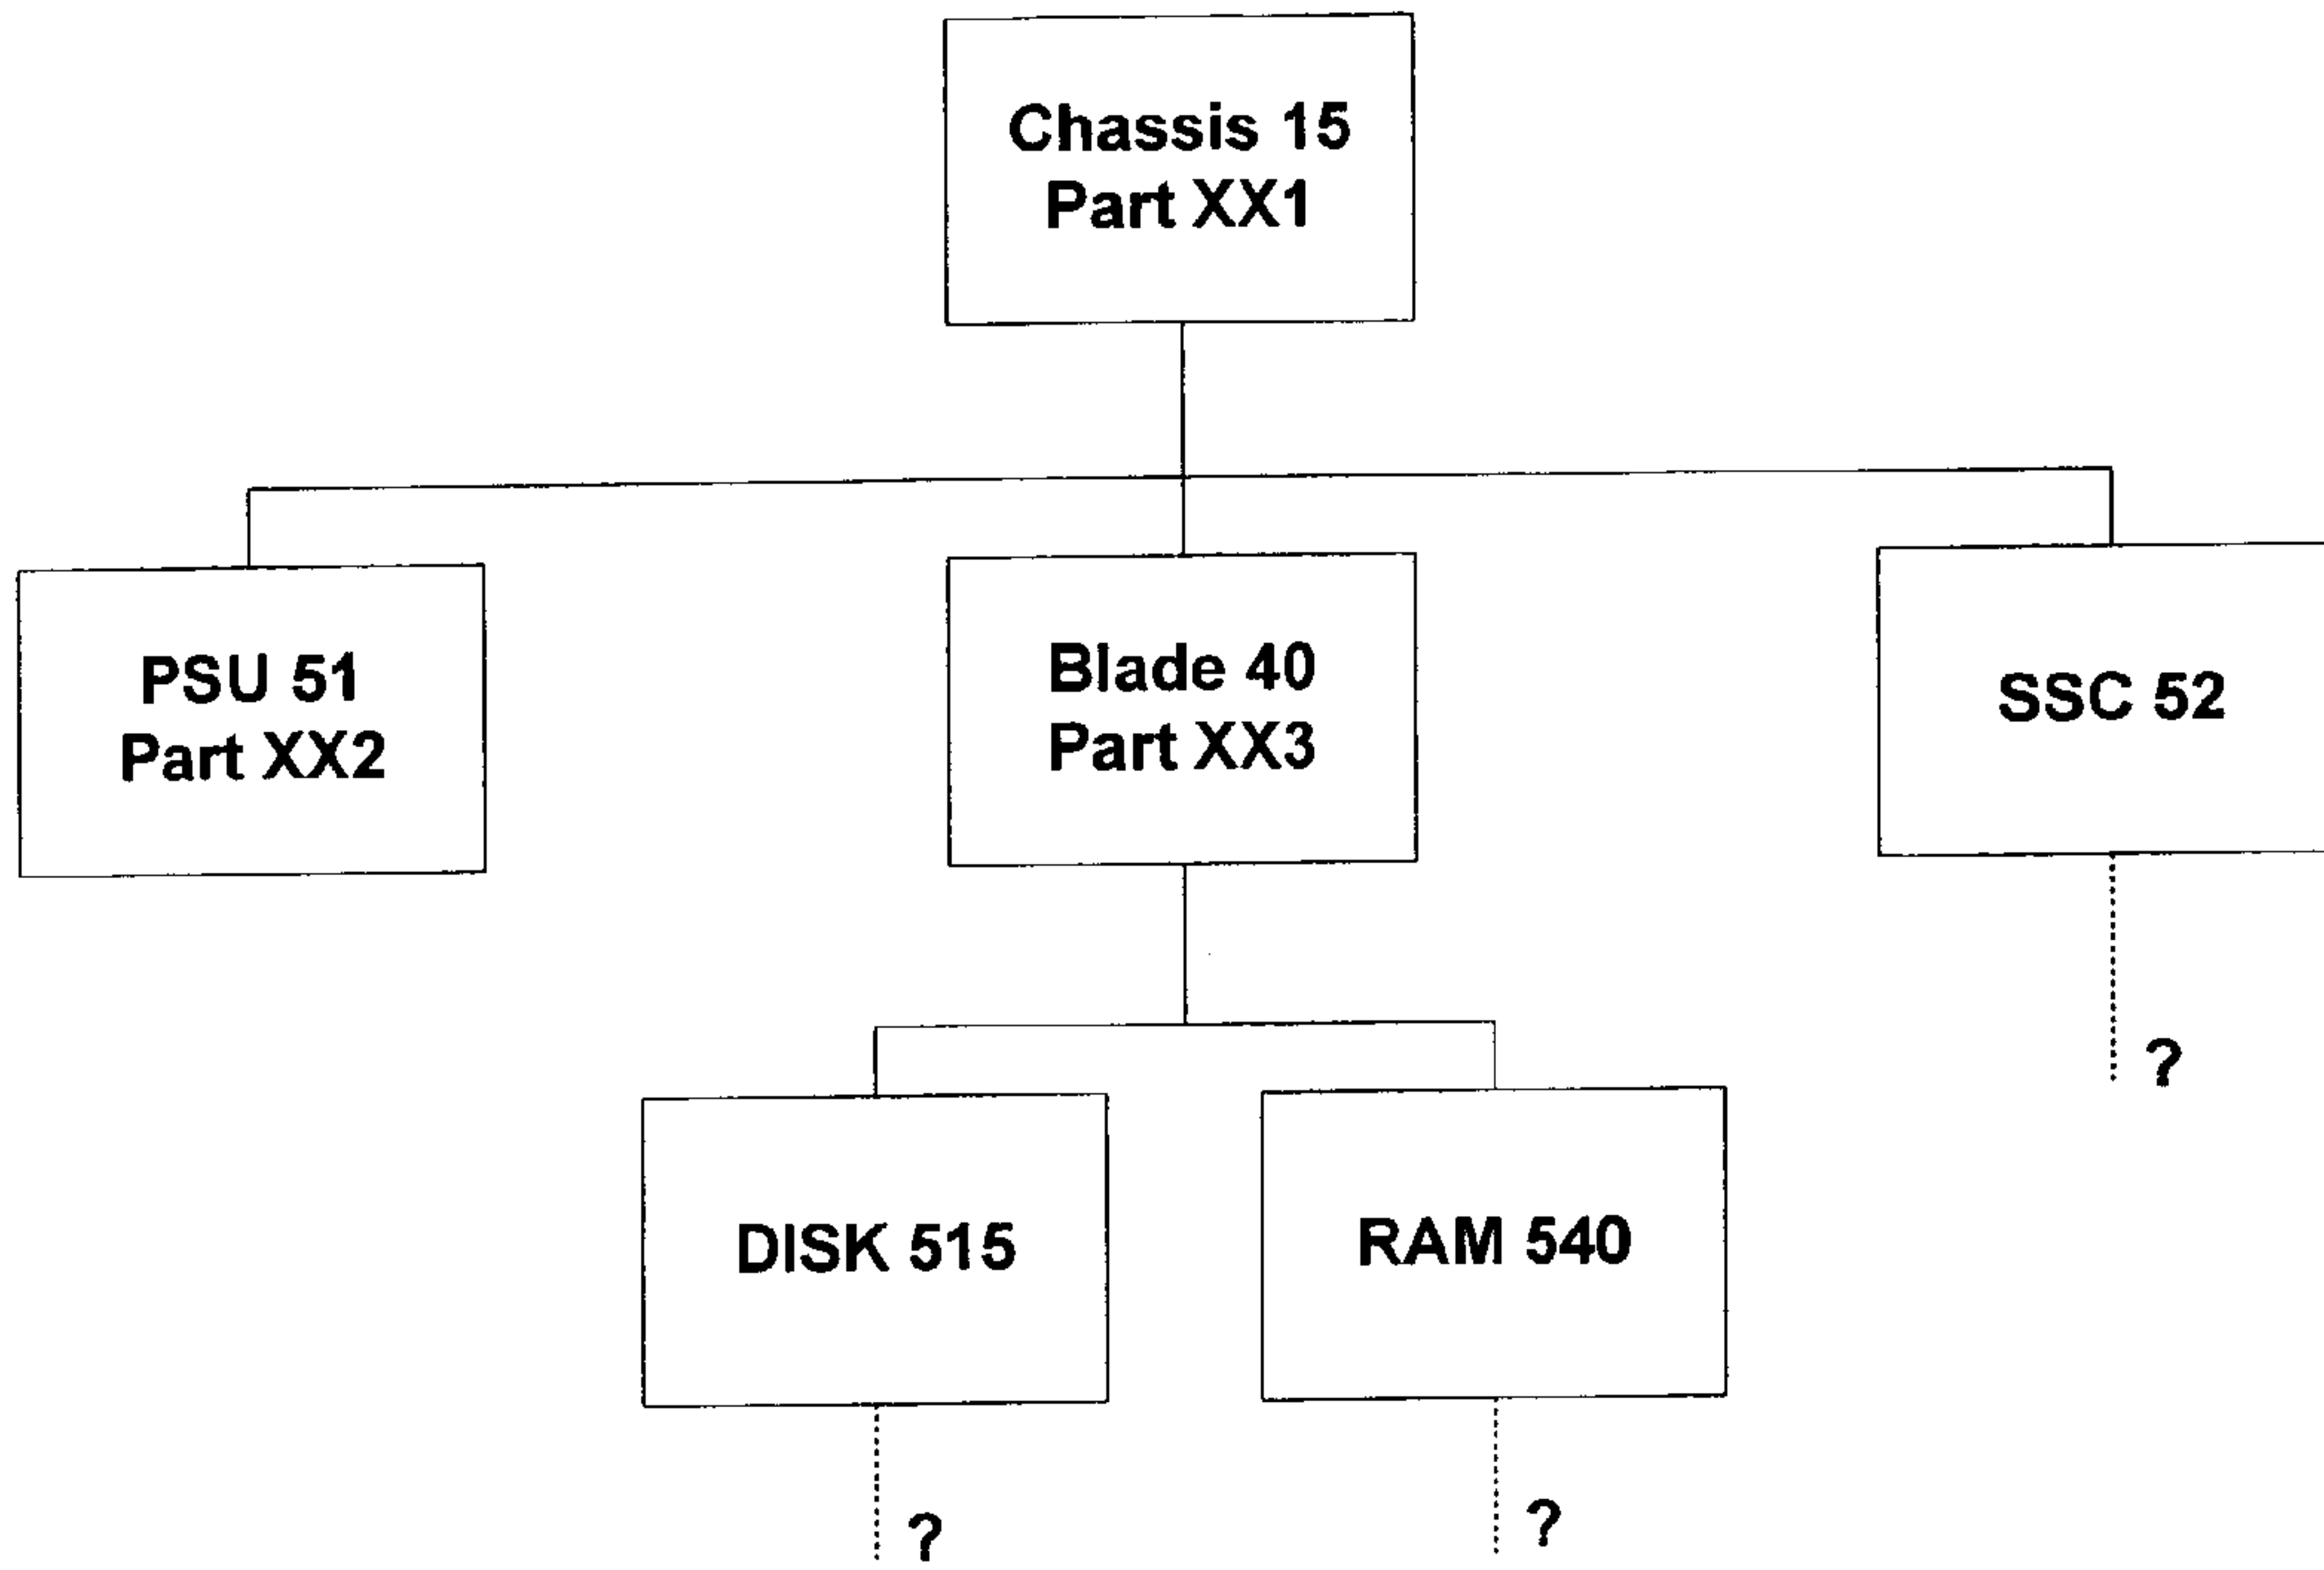 Chassis 15
Part XX1
PSU 51
Part XX2
Blade 40
Part XX3
SSC 52
?
DISK 515
RAM 540
?
?